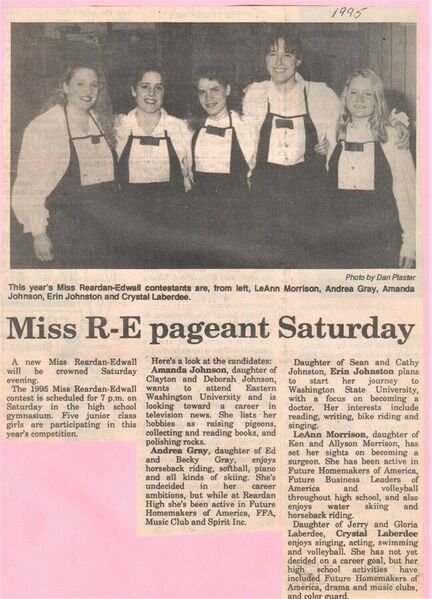 1995
Photo by Dan Plaster
This year's Miss Reardan-Edwall contestants are, from left, LeAnn Morrison, Andrea Gray, Amanda
Johnson, Erin Johnston and Crystal Laberdee.
Miss R-E pageant Saturday
A new Miss Reardan-Edwall
will be crowned Saturday
evening.
The 1995 Miss Reardan-Edwall
contest is scheduled for 7 p.m. on
Saturday in the high school
gymnasium. Five junior class
girls are participating in this
year's competition.
Here's a look at the candidates:
Amanda Johnson, daughter of
Clayton and Deborah Johnson,
wants to attend Eastern
Washington University and is
looking toward a career in
television news. She lists her
hobbies as raising pigeons,
collecting and reading books, and
polishing rocks.
Andrea Gray, daughter of Ed
and Becky Gray, enjoys
horseback riding, softball, piano
and all kinds of skiing. She's
undecided in her career
ambitions, but while at Reardan
High she's been active in Future
Homemakers of America, FFA,
Music Club and Spirit Inc.
Daughter of Sean and Cathy
Johnston, Erin Johnston plans
to start her journey to
Washington State University,
with a focus on becoming a
doctor. Her interests include
reading, writing, bike riding and
singing.
LeAnn Morrison, daughter of
Ken and Allyson Morrison, has
set her sights on becoming a
surgeon. She has been active in
Future Homemakers of America,
Future Business Leaders of
America and volleyball
throughout high school, and also
enjoys water skiing and
horseback riding.
Daughter of Jerry and Gloria
Laberdee, Crystal Laberdee
enjoys singing, acting, swimming
and volleyball. She has not yet
decided on a career goal, but her
high school activities have
included Future Homemakers of
America, drama and music clubs,
and color guard.